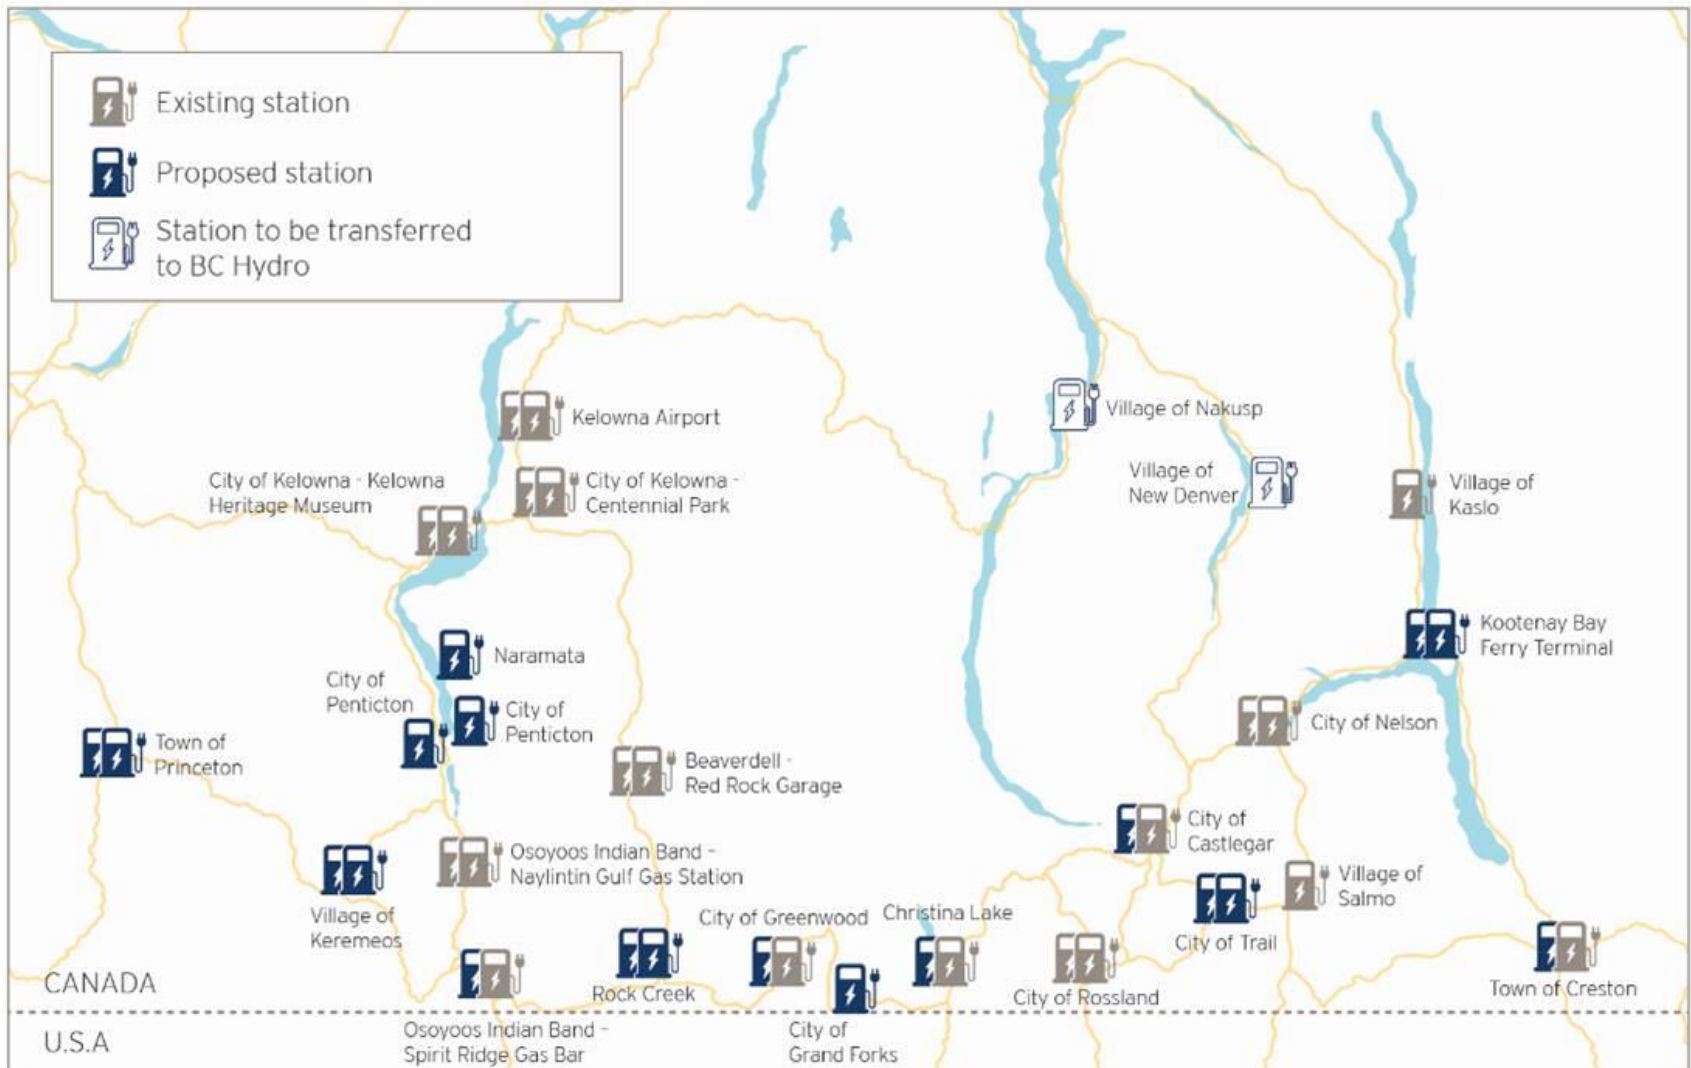 Existing station
Proposed station
Station to be transferred
to BC Hydro
Kelowna Airport
Village of Nakusp
City of Kelowna - Kelowna
Heritage Museum
City of Kelowna -
Centennial Park
Village of
New Denver
Village of
Kaslo
Kootenay Bay
Ferry Terminal
Naramata
City of
Penticton
City of
Penticton
City of Nelson
Town of
Princeton
Beaverdell -
Red Rock Garage
City of
Castlegar
Osoyoos Indian Band –
Naylintin Gulf Gas Station
Village of
Salmo
Village of
Keremeos
City of Greenwood
Christina Lake
City of Trail
CANADA
Rock Creek
City of Rossland
Town of Creston
U.S.A
Osoyoos Indian Band –
Spirit Ridge Gas Bar
City of
Grand Forks